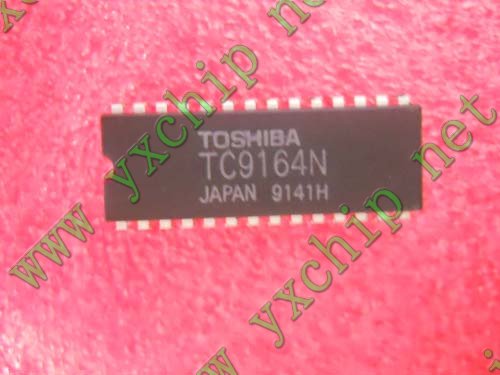 TOSHIBA
TC9164N
JAPAN 9141H
www yxchip net
www yxchip net